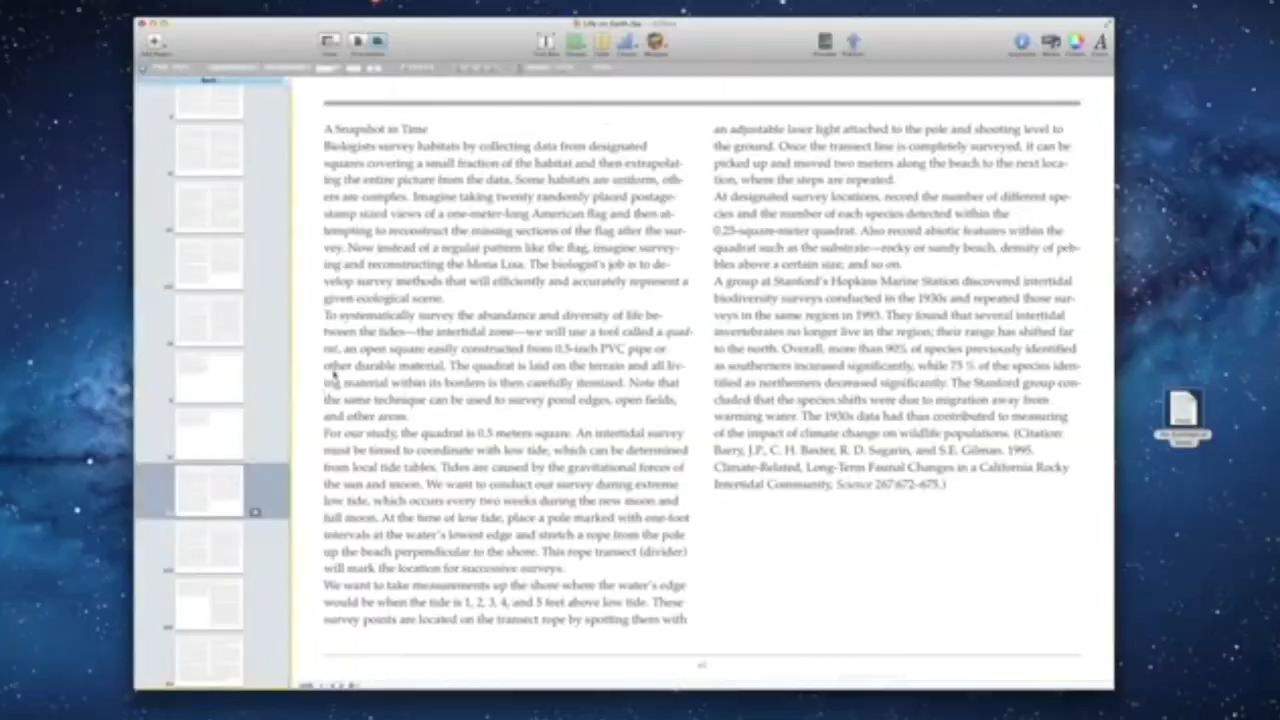 Life on Earth.iba
A Snapshot in Time
Biologists survey habitats by collecting data from designated
squares covering a small fraction of the habitat and then extrapolat-
ing the entire picture from the data. Some habitats are uniform, oth-
ers are complex. Imagine taking twenty randomly placed postage-
stamp sized views of a one-meter-long American flag and then at-
tempting to reconstruct the missing sections of the flag after the sur-
vey. Now instead of a regular pattern like the flag, imagine survey-
ing and reconstructing the Mona Lisa. The biologist's job is to de-
velop survey methods that will efficiently and accurately represent a
given ecological scene.
To systematically survey the abundance and diversity of life be-
tween the tides—the intertidal zone—we will use a tool called a quad-
rat, an open square easily constructed from 0.5-inch PVC pipe or
other durable material. The quadrat is laid on the terrain and all liv-
ing material within its borders is then carefully itemized. Note that
the same technique can be used to survey pond edges, open fields,
and other areas.
For our study, the quadrat is 0.5 meters square. An intertidal survey
must be timed to coordinate with low tide, which can be determined
from local tide tables. Tides are caused by the gravitational forces of
the sun and moon. We want to conduct our survey during extreme
low tide, which occurs every two weeks during the new moon and
full moon. At the time of low tide, place a pole marked with one-foot
intervals at the water's lowest edge and stretch a rope from the pole
up the beach perpendicular to the shore. This rope transect (divider)
will mark the location for successive surveys.
We want to take measurements up the shore where the water's edge
would be when the tide is 1, 2, 3, 4, and 5 feet above low tide. These
survey points are located on the transect rope by spotting them with
an adjustable laser light attached to the pole and shooting level to
the ground. Once the transect line is completely surveyed, it can be
picked up and moved two meters along the beach to the next loca-
tion, where the steps are repeated.
At designated survey locations, record the number of different spe-
cies and the number of each species detected within the
0.25-square-meter quadrat. Also record abiotic features within the
quadrat such as the substrate—rocky or sandy beach, density of peb-
bles above a certain size; and so on.
A group at Stanford's Hopkins Marine Station discovered intertidal
biodiversity surveys conducted in the 1930s and repeated those sur-
veys in the same region in 1993. They found that several intertidal
invertebrates no longer live in the region; their range has shifted far
to the north. Overall, more than 90% of species previously identified
as southerners increased significantly, while 75 % of the species iden-
tified as northerners decreased significantly. The Stanford group con-
cluded that the species shifts were due to migration away from
warming water. The 1930s data had thus contributed to measuring
of the impact of climate change on wildlife populations. (Citation:
Barry, J.P., C. H. Baxter, R. D. Sagarin, and S.E. Gilman. 1995.
Climate-Related, Long-Term Faunal Changes in a California Rocky
Intertidal Community, Science 267:672–675.)